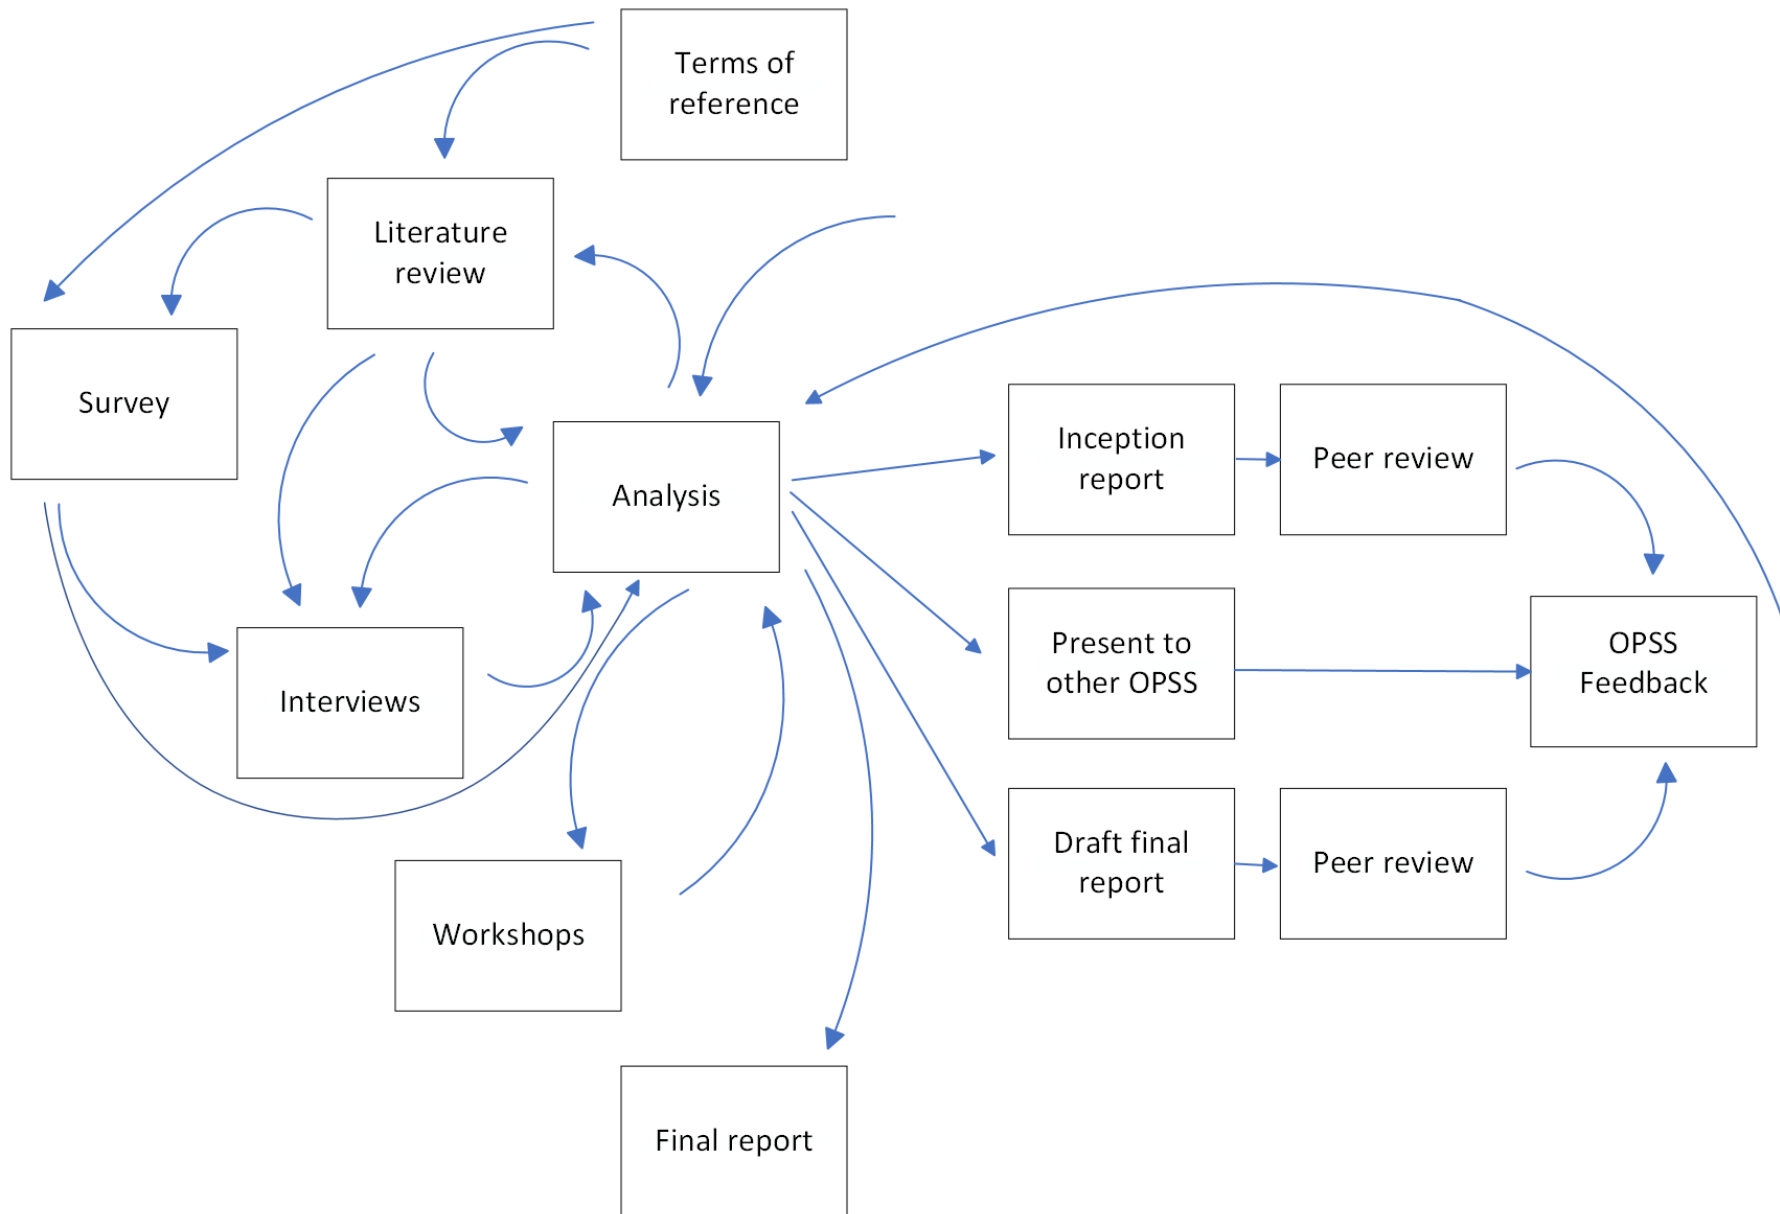 Terms of
reference
Literature
review
Survey
Analysis
Inception
report
Peer review
Present to
other OPSS
OPSS
Feedback
Interviews
Draft final
report
Peer review
Workshops
Final report